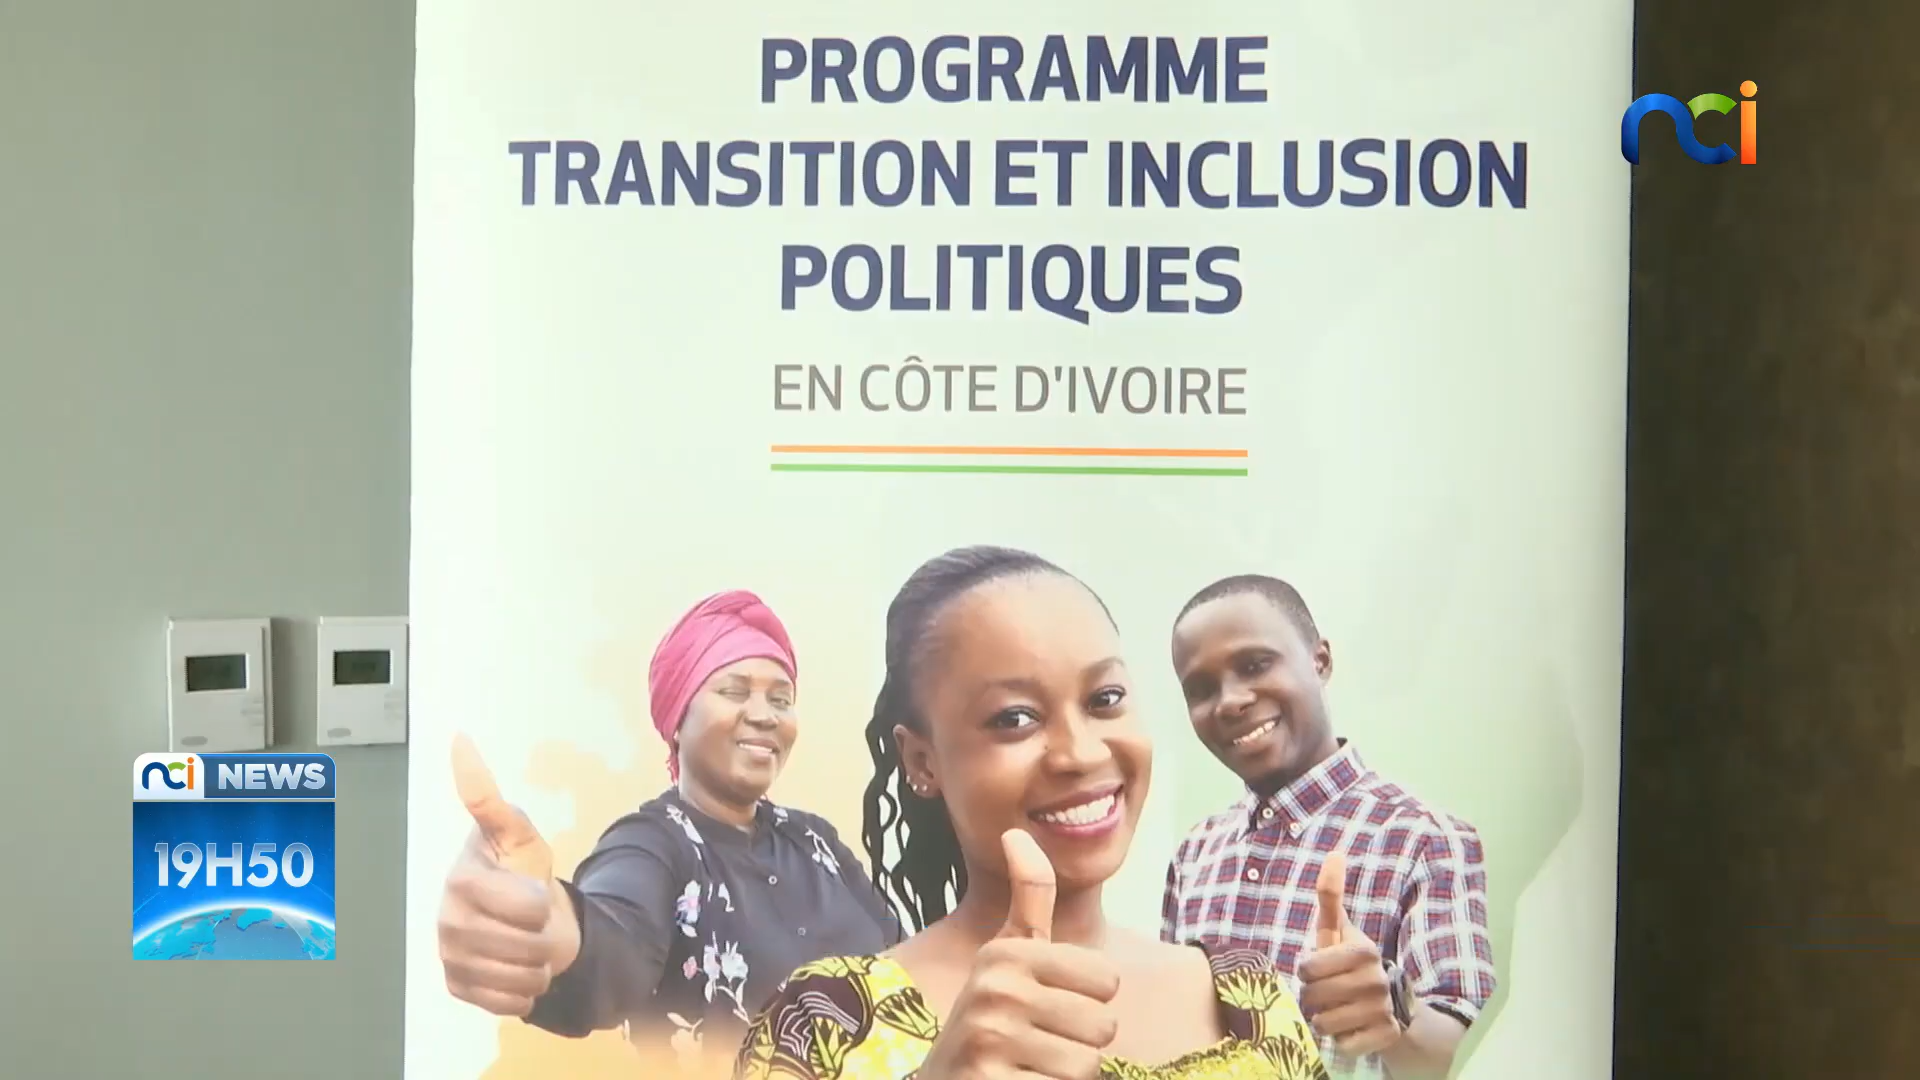 PROGRAMME
TRANSITION ET INCLUSION
POLITIQUES
EN CÔTE D'IVOIRE
nci
nci NEWS
19H50